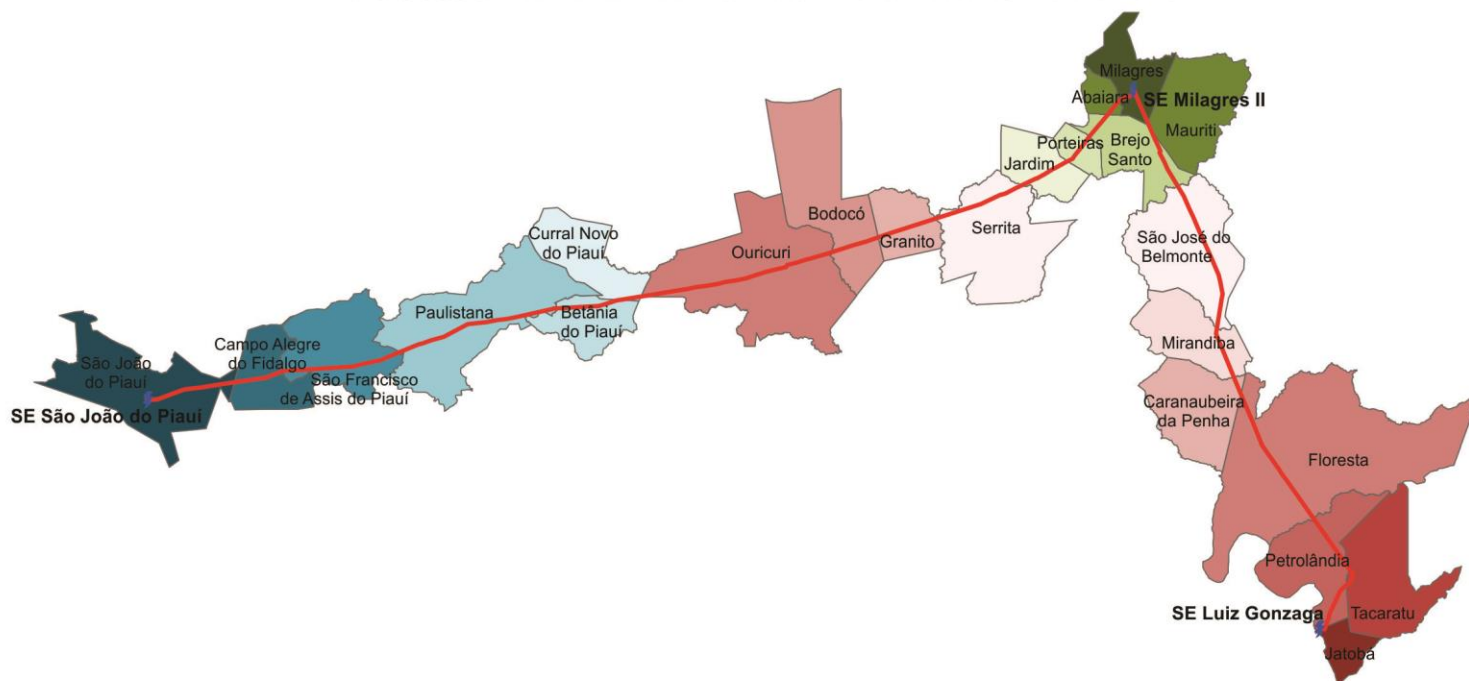 Milagres
Abaiara
SE Milagres II
Mauriti
Porteiras
Brejo
Santo
Jardim
Bodocó
Serrita
Granito
Ouricuri
Curral Novo
do Piauí
São José do
Belmonte
Paulistana
Betânia
do Piauí
Mirandiba
Campo Alegre
do Fidalgo
São João
do Piauí
São Francisco
de Assis do Piauí
SE São João do Piauí
Caranaubeira
da Penha
Floresta
Petrolândia
SE Luiz Gonzaga
Tacaratu
Jatobá